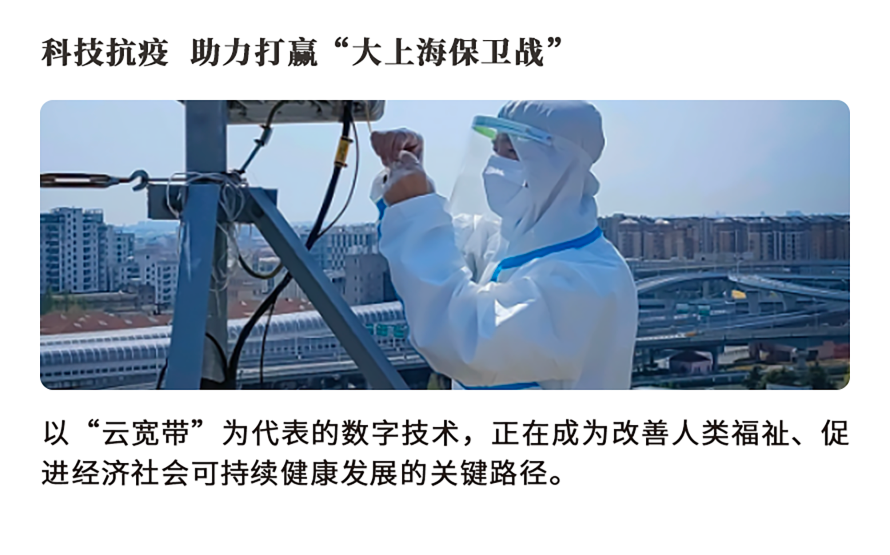 科技抗疫 助力打赢“大上海保卫战”
以“云宽带”为代表的数字技术，正在成为改善人类福祉、促
进经济社会可持续健康发展的关键路径。